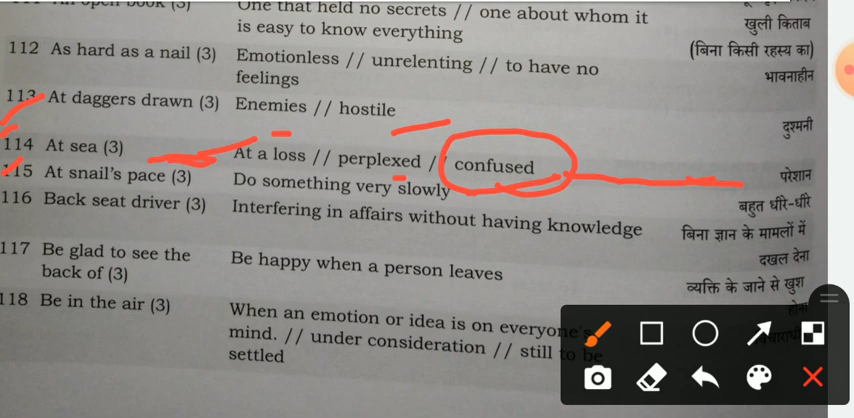 One that held no secrets // one about whom it
is easy to know everything
खुली किताब
(बिना किसी रहस्य का)
112 As hard as a nail (3) Emotionless // unrelenting // to have no
feelings
भावनाहीन
113 At daggers drawn (3) Enemies // hostile
दुश्मनी
114 At sea (3) At a loss // perplexed // confused
परेशान
115 At snail's pace (3) Do something very slowly
बहुत धीरे-धीरे
116 Back seat driver (3) Interfering in affairs without having knowledge
बिना ज्ञान के मामलों में
दखल देना
117 Be glad to see the
back of (3) Be happy when a person leaves
व्यक्ति के जाने से खुश
118 Be in the air (3) When an emotion or idea is on everyone's
mind. // under consideration // still to be
settled